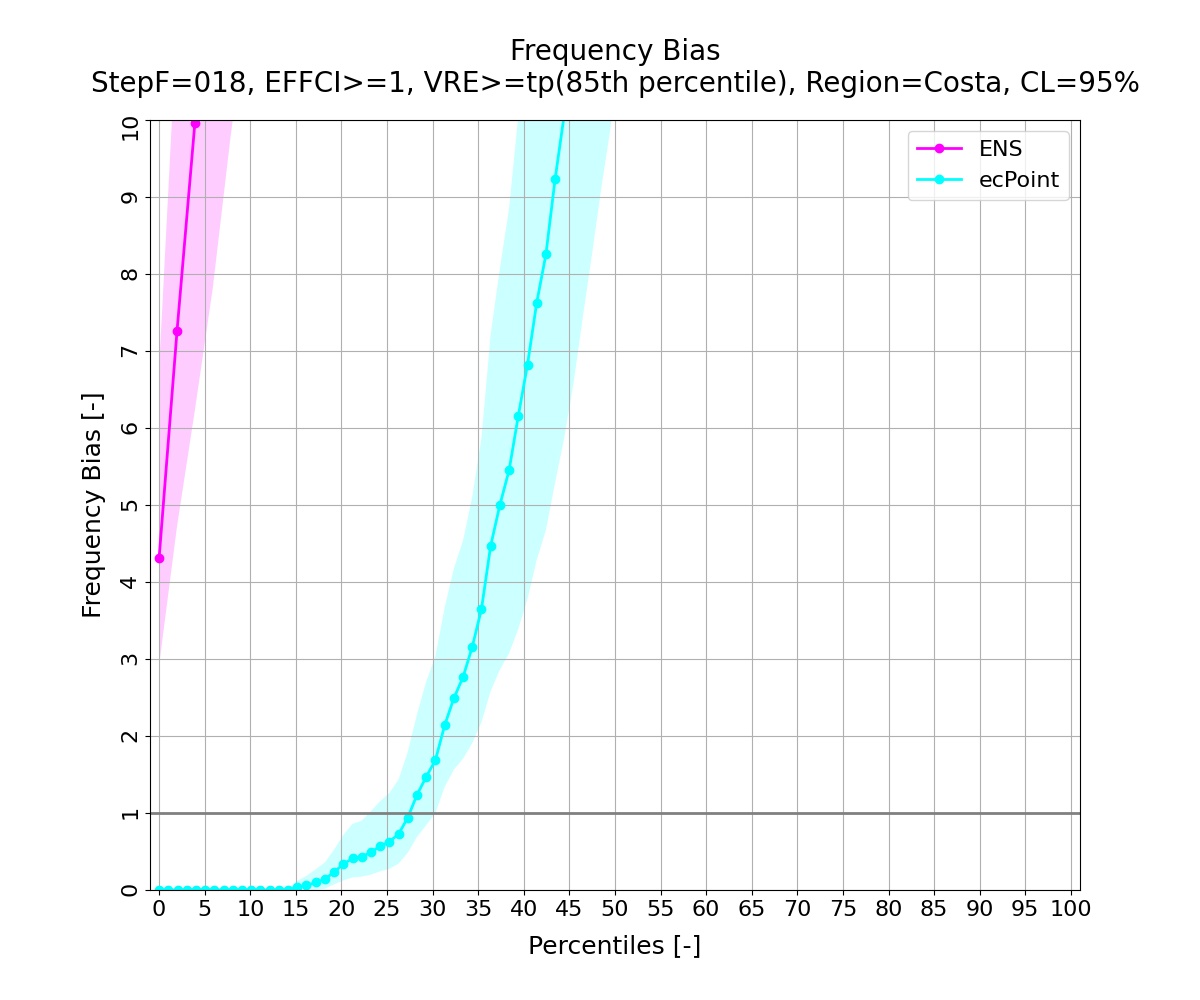 Frequency Bias
StepF=018, EFFCI>=1, VRE>=tp(85th percentile), Region=Costa, CL=95%
ENS
ecPoint
Frequency Bias [-]
10
9
8
7
6
5
4
3
2
1
0
0 5 10 15 20 25 30 35 40 45 50 55 60 65 70 75 80 85 90 95 100
Percentiles [-]